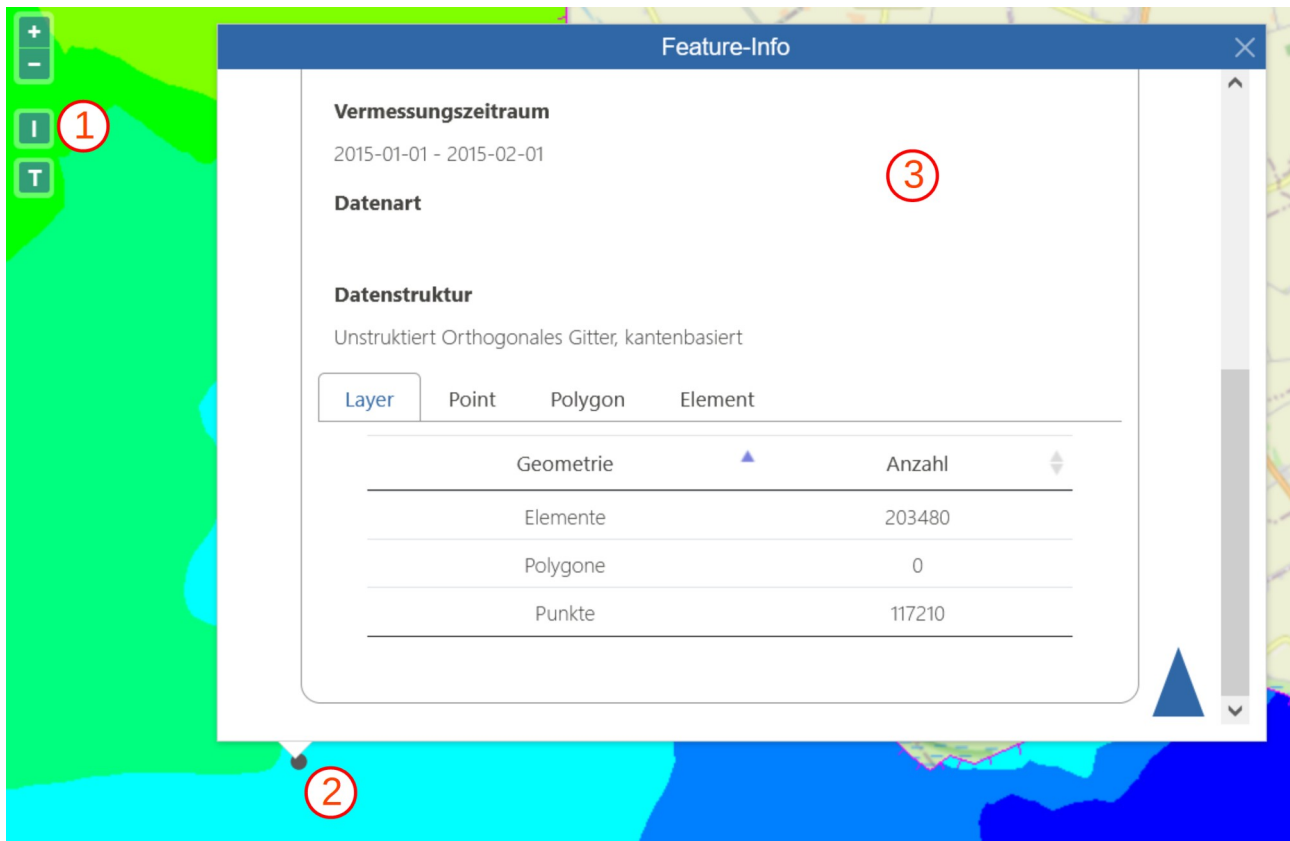 +
Feature-Info
−
Vermessungszeitraum
I
1
2015-01-01 - 2015-02-01
3
T
Datenart
Datenstruktur
Unstruktiert Orthogonales Gitter, kantenbasiert
Layer Point Polygon Element
Geometrie Anzahl
Elemente 203480
Polygone 0
Punkte 117210
2